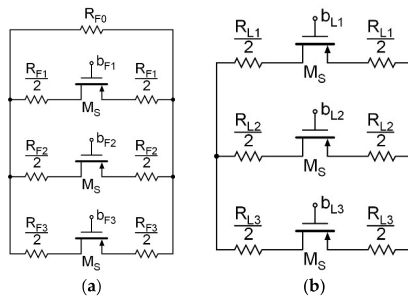 R_F0
b_F1
R_F1/2 M_S R_F1/2
b_F2
R_F2/2 M_S R_F2/2
b_F3
R_F3/2 M_S R_F3/2
(a)
b_L1
R_L1/2 M_S R_L1/2
b_L2
R_L2/2 M_S R_L2/2
b_L3
R_L3/2 M_S R_L3/2
(b)